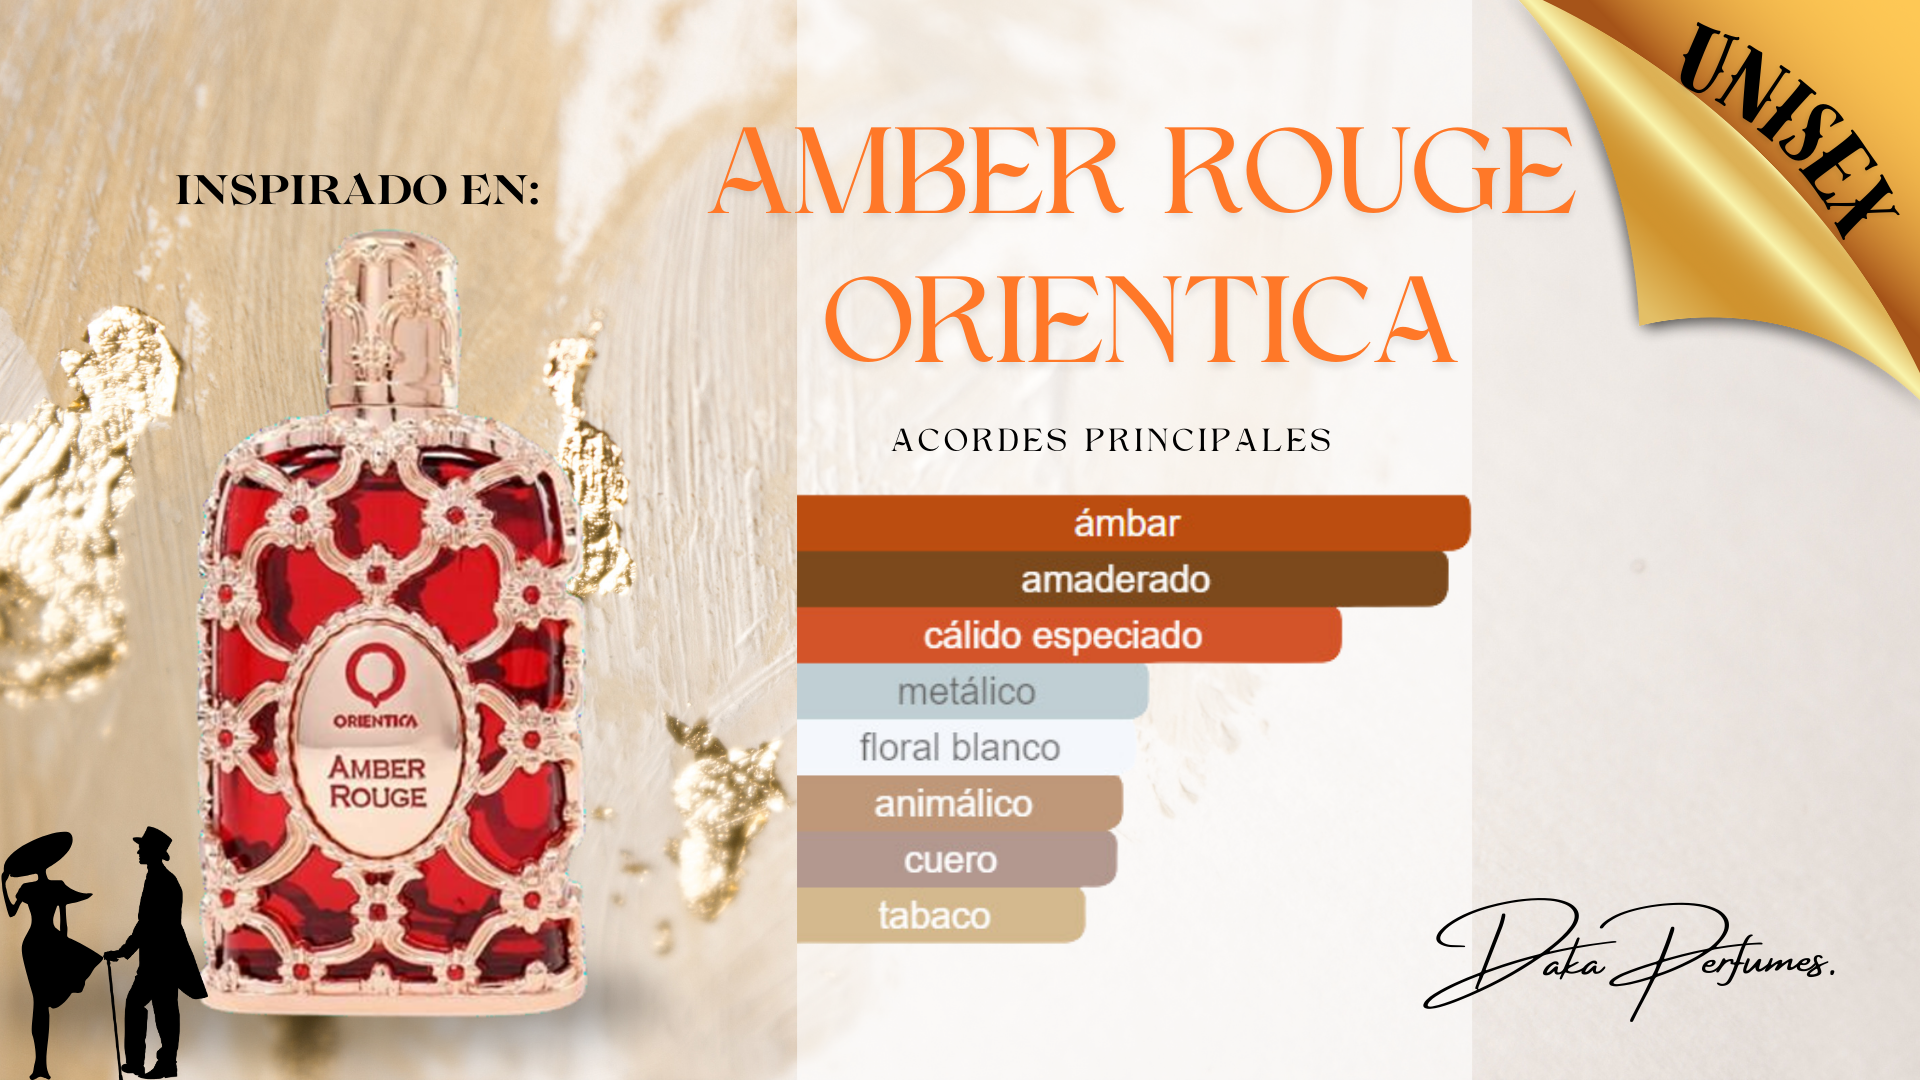 UNISEX
INSPIRADO EN:
AMBER ROUGE
ORIENTICA
ACORDES PRINCIPALES
ámbar
amaderado
cálido especiado
metálico
floral blanco
animálico
cuero
tabaco
ORIENTICA
AMBER
ROUGE
Daka Perfumes.